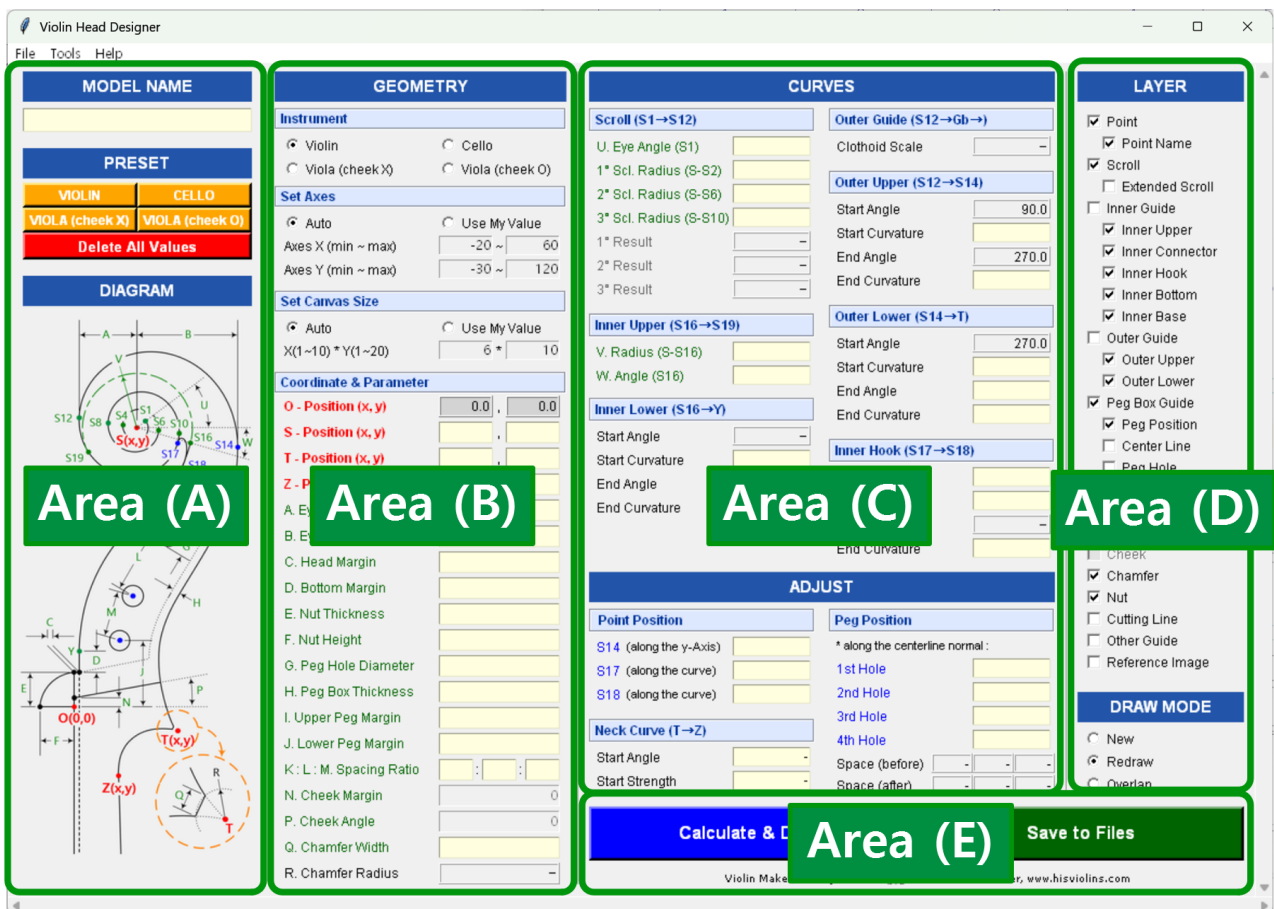 Violin Head Designer
File Tools Help
MODEL NAME
PRESET
VIOLIN CELLO
VIOLA (cheek X) VIOLA (cheek O)
Delete All Values
DIAGRAM
A B
V
U
S12 S8 S4 S1 S6 S10 S16 S14 W
S(x,y)
S19 S17 S18
Area (A)
G
L
H
M
C
Y D J
E N P
O(0,0)
F
T(x,y)
R
Z(x,y)
Q
T
GEOMETRY
Instrument
Violin Cello
Viola (cheek X) Viola (cheek O)
Set Axes
Auto Use My Value
Axes X (min ~ max) -20 ~ 60
Axes Y (min ~ max) -30 ~ 120
Set Canvas Size
Auto Use My Value
X(1~10) * Y(1~20) 6 * 10
Coordinate & Parameter
O - Position (x, y) 0.0 , 0.0
S - Position (x, y) ,
T - Position (x, y) ,
Z - P
Area (B)
A. Ey
B. Ey
C. Head Margin
D. Bottom Margin
E. Nut Thickness
F. Nut Height
G. Peg Hole Diameter
H. Peg Box Thickness
I. Upper Peg Margin
J. Lower Peg Margin
K : L : M. Spacing Ratio : :
N. Cheek Margin 0
P. Cheek Angle 0
Q. Chamfer Width
R. Chamfer Radius –
CURVES
Scroll (S1→S12)
U. Eye Angle (S1)
1° Scl. Radius (S-S2)
2° Scl. Radius (S-S6)
3° Scl. Radius (S-S10)
1° Result –
2° Result –
3° Result –
Inner Upper (S16→S19)
V. Radius (S-S16)
W. Angle (S16)
Inner Lower (S16→Y)
Start Angle –
Start Curvature
End Angle
End Curvature
Outer Guide (S12→Gb→)
Clothoid Scale –
Outer Upper (S12→S14)
Start Angle 90.0
Start Curvature
End Angle 270.0
End Curvature
Outer Lower (S14→T)
Start Angle 270.0
Start Curvature
End Angle
End Curvature
Inner Hook (S17→S18)
–
End Curvature
Area (C)
ADJUST
Point Position
S14 (along the y-Axis)
S17 (along the curve)
S18 (along the curve)
Neck Curve (T→Z)
Start Angle -
Start Strength -
Peg Position
* along the centerline normal :
1st Hole
2nd Hole
3rd Hole
4th Hole
Space (before) - - -
Space (after) - - -
LAYER
Point
Point Name
Scroll
Extended Scroll
Inner Guide
Inner Upper
Inner Connector
Inner Hook
Inner Bottom
Inner Base
Outer Guide
Outer Upper
Outer Lower
Peg Box Guide
Peg Position
Center Line
Peg Hole
Area (D)
Cheek
Chamfer
Nut
Cutting Line
Other Guide
Reference Image
DRAW MODE
New
Redraw
Overlap
Calculate & D
Area (E)
Save to Files
Violin Make er, www.hisviolins.com